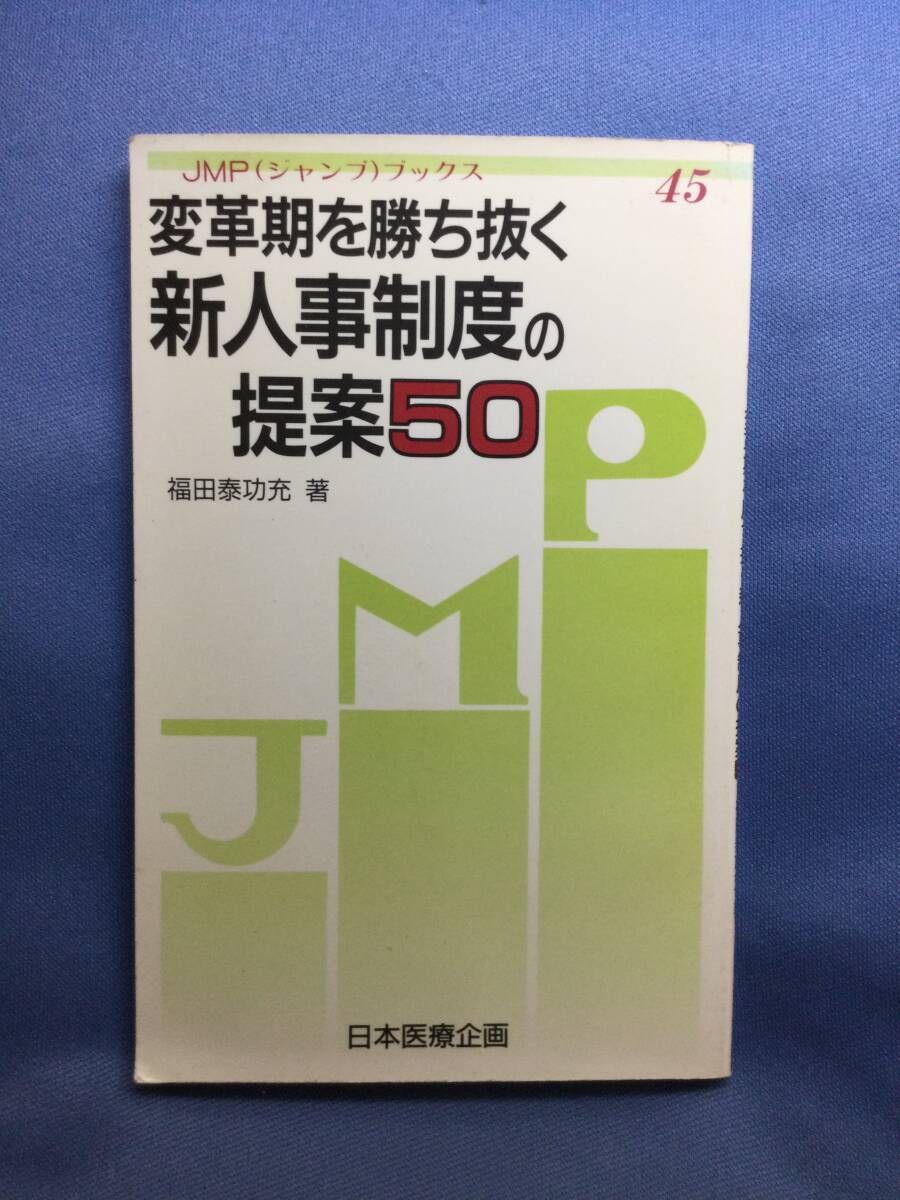 JMP(ジャンプ)ブックス
45
変革期を勝ち抜く
新人事制度の
提案50
福田泰功充 著
P
M
J
日本医療企画